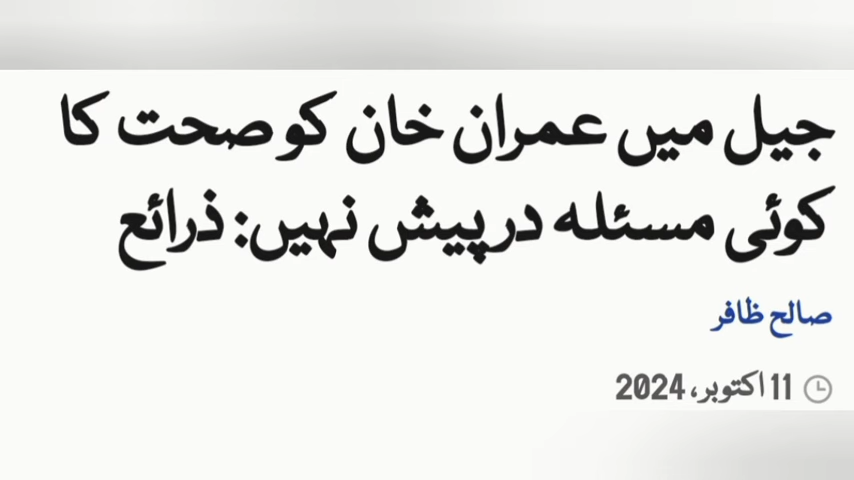 جیل میں عمران خان کو صحت کا
کوئی مسئلہ درپیش نہیں: ذرائع
صالح ظافر
11 اکتوبر، 2024